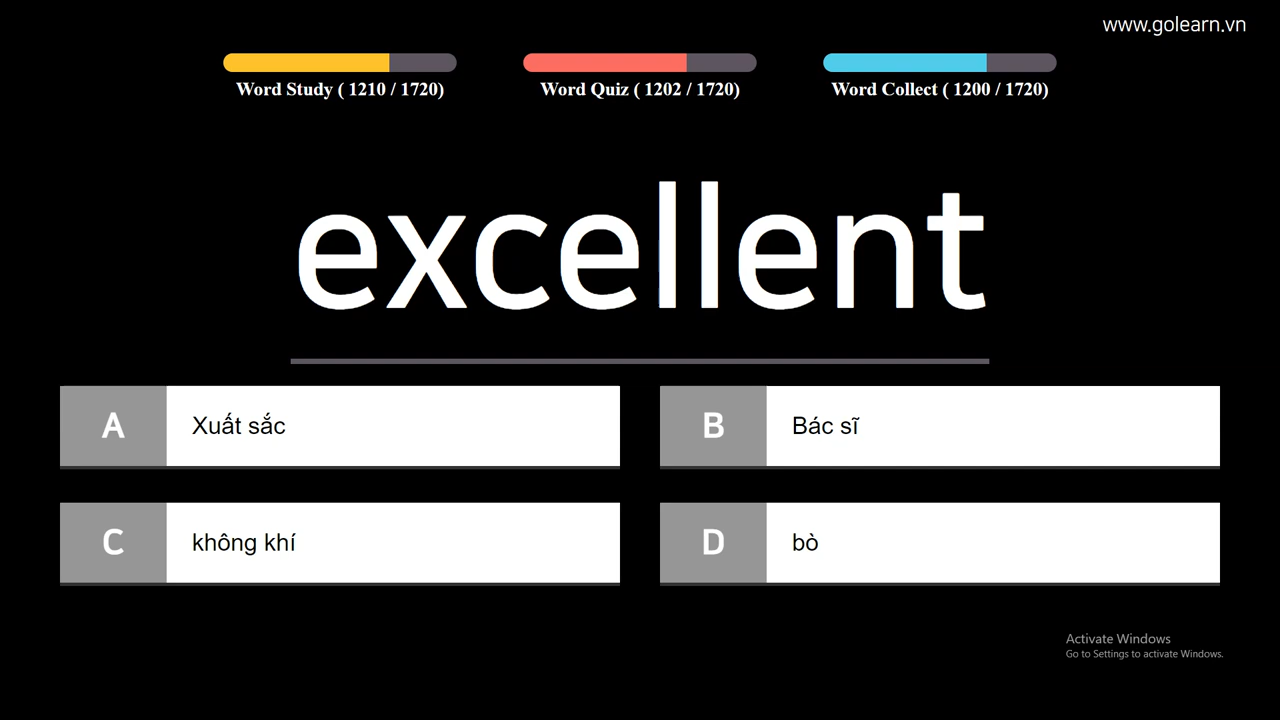 www.golearn.vn
Word Study ( 1210 / 1720)
Word Quiz ( 1202 / 1720)
Word Collect ( 1200 / 1720)
excellent
A Xuất sắc
B Bác sĩ
C không khí
D bò
Activate Windows
Go to Settings to activate Windows.